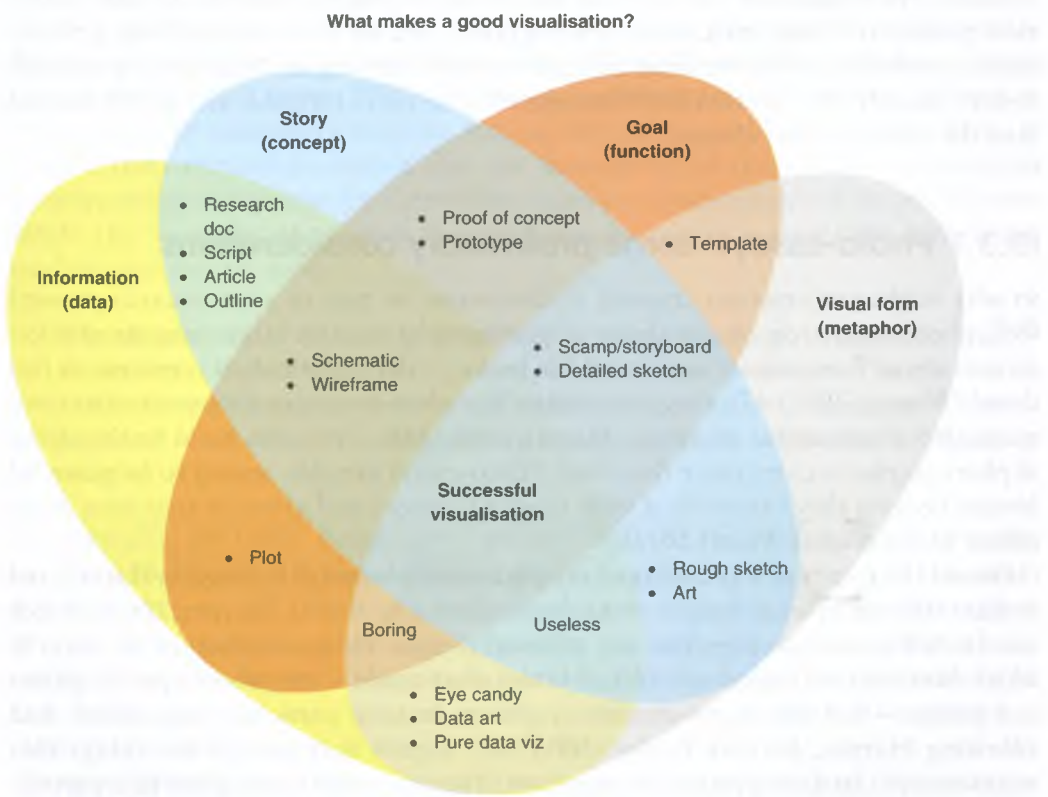 What makes a good visualisation?
Story
(concept)
Goal
(function)
Information
(data)
Visual form
(metaphor)
• Research
doc
• Script
• Article
• Outline
• Proof of concept
• Prototype
• Template
• Schematic
• Wireframe
• Scamp/storyboard
• Detailed sketch
Successful
visualisation
• Plot
• Rough sketch
• Art
Boring
Useless
• Eye candy
• Data art
• Pure data viz